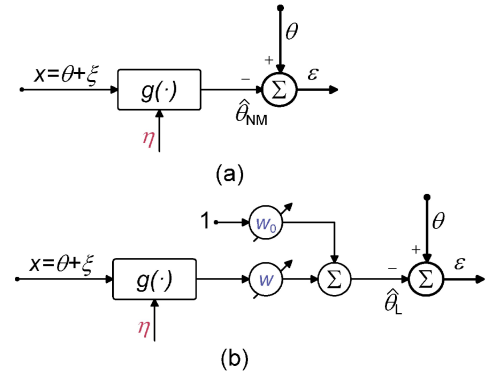 θ
x=θ+ξ
g(·)
−
+
Σ
ε
θ̂NM
η
(a)
1
w0
θ
x=θ+ξ
g(·)
w
Σ
−
+
Σ
ε
θ̂L
η
(b)